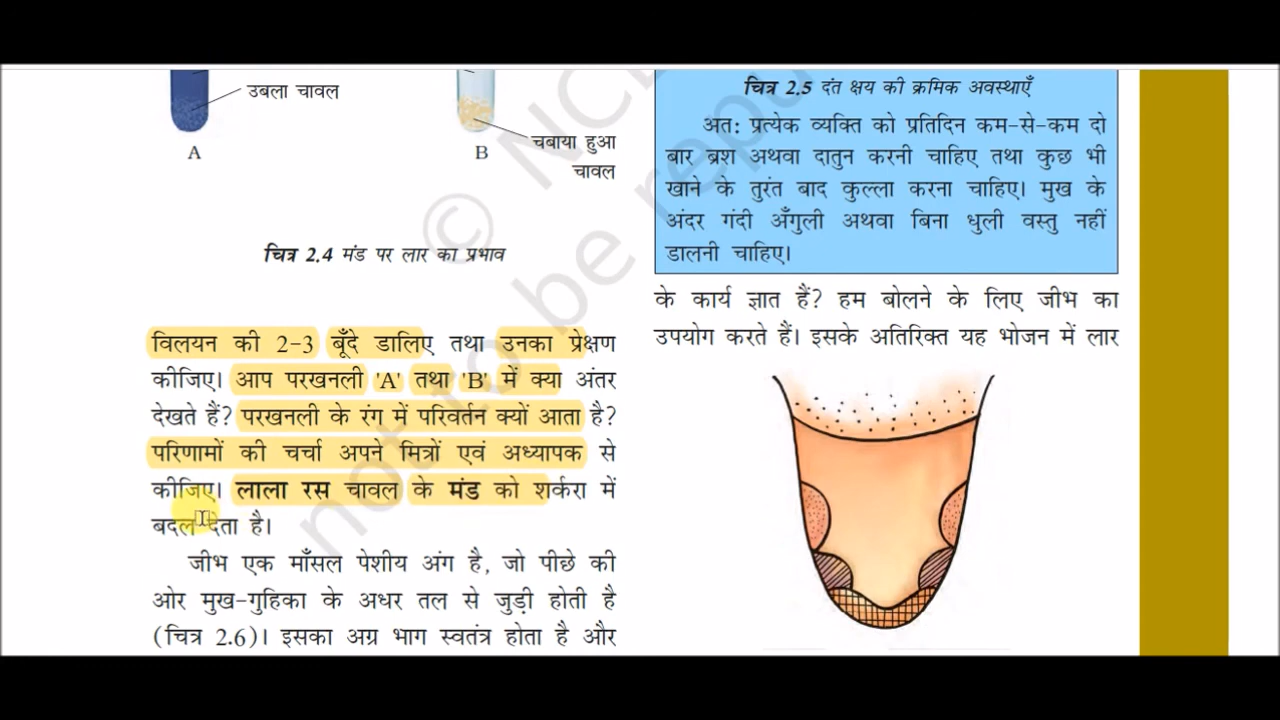 उबला चावल
A
B
चबाया हुआ
चावल
चित्र 2.4 मंड पर लार का प्रभाव
विलयन की 2-3 बूँदे डालिए तथा उनका प्रेक्षण
कीजिए। आप परखनली 'A' तथा 'B' में क्या अंतर
देखते हैं? परखनली के रंग में परिवर्तन क्यों आता है?
परिणामों की चर्चा अपने मित्रों एवं अध्यापक से
कीजिए। लाला रस चावल के मंड को शर्करा में
बदल देता है।
जीभ एक माँसल पेशीय अंग है, जो पीछे की
ओर मुख-गुहिका के अधर तल से जुड़ी होती है
(चित्र 2.6)। इसका अग्र भाग स्वतंत्र होता है और
चित्र 2.5 दंत क्षय की क्रमिक अवस्थाएँ
अतः प्रत्येक व्यक्ति को प्रतिदिन कम-से-कम दो
बार ब्रश अथवा दातुन करनी चाहिए तथा कुछ भी
खाने के तुरंत बाद कुल्ला करना चाहिए। मुख के
अंदर गंदी अँगुली अथवा बिना धुली वस्तु नहीं
डालनी चाहिए।
के कार्य ज्ञात हैं? हम बोलने के लिए जीभ का
उपयोग करते हैं। इसके अतिरिक्त यह भोजन में लार
©
not to be